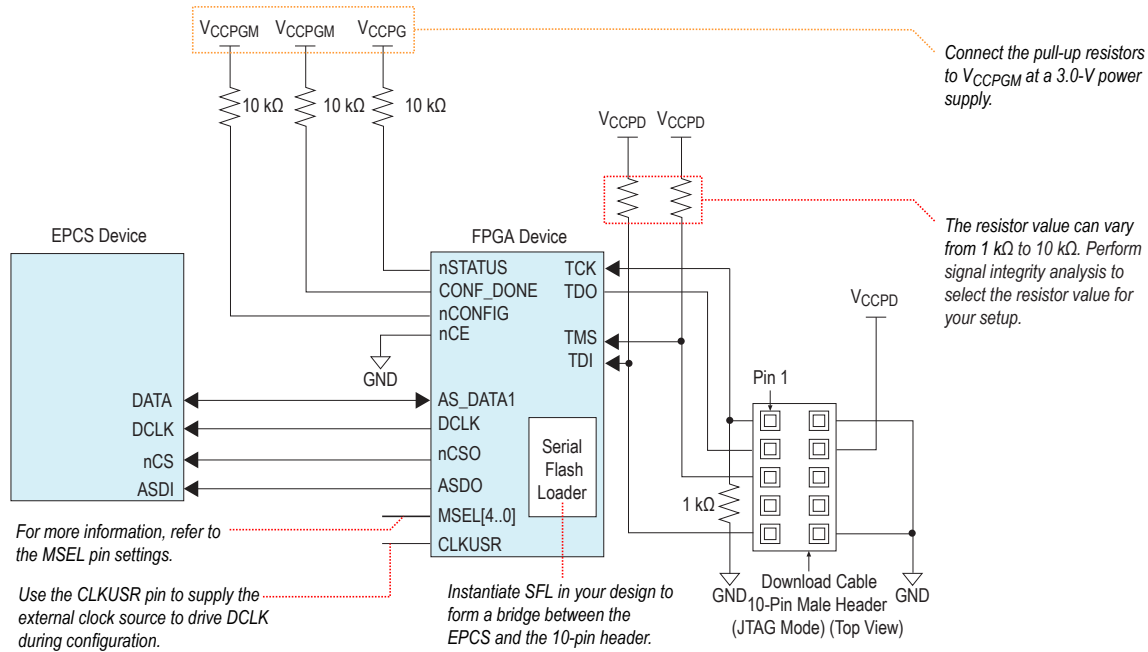 VCCPGM VCCPGM VCCPG
10 kΩ 10 kΩ 10 kΩ
Connect the pull-up resistors
to VCCPGM at a 3.0-V power
supply.
VCCPD VCCPD
The resistor value can vary
from 1 kΩ to 10 kΩ. Perform
signal integrity analysis to
select the resistor value for
your setup.
EPCS Device
DATA
DCLK
nCS
ASDI
FPGA Device
nSTATUS
CONF_DONE
nCONFIG
nCE
GND
AS_DATA1
DCLK
nCSO
ASDO
MSEL[4..0]
CLKUSR
TCK
TDO
TMS
TDI
Serial
Flash
Loader
VCCPD
Pin 1
1 kΩ
GND
GND
Download Cable
10-Pin Male Header
(JTAG Mode) (Top View)
For more information, refer to
the MSEL pin settings.
Use the CLKUSR pin to supply the
external clock source to drive DCLK
during configuration.
Instantiate SFL in your design to
form a bridge between the
EPCS and the 10-pin header.